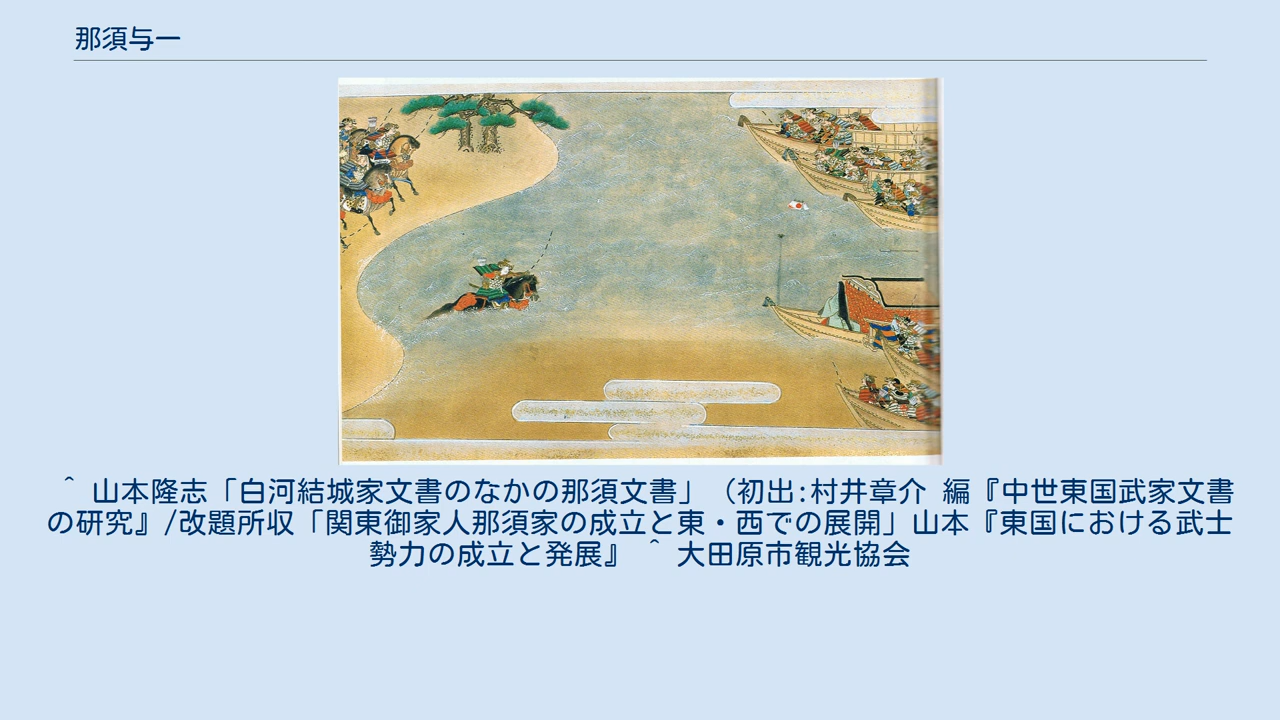 那須与一
^ 山本隆志「白河結城家文書のなかの那須文書」（初出:村井章介 編『中世東国武家文書
の研究』/改題所収「関東御家人那須家の成立と東・西での展開」山本『東国における武士
勢力の成立と発展』 ^ 大田原市観光協会